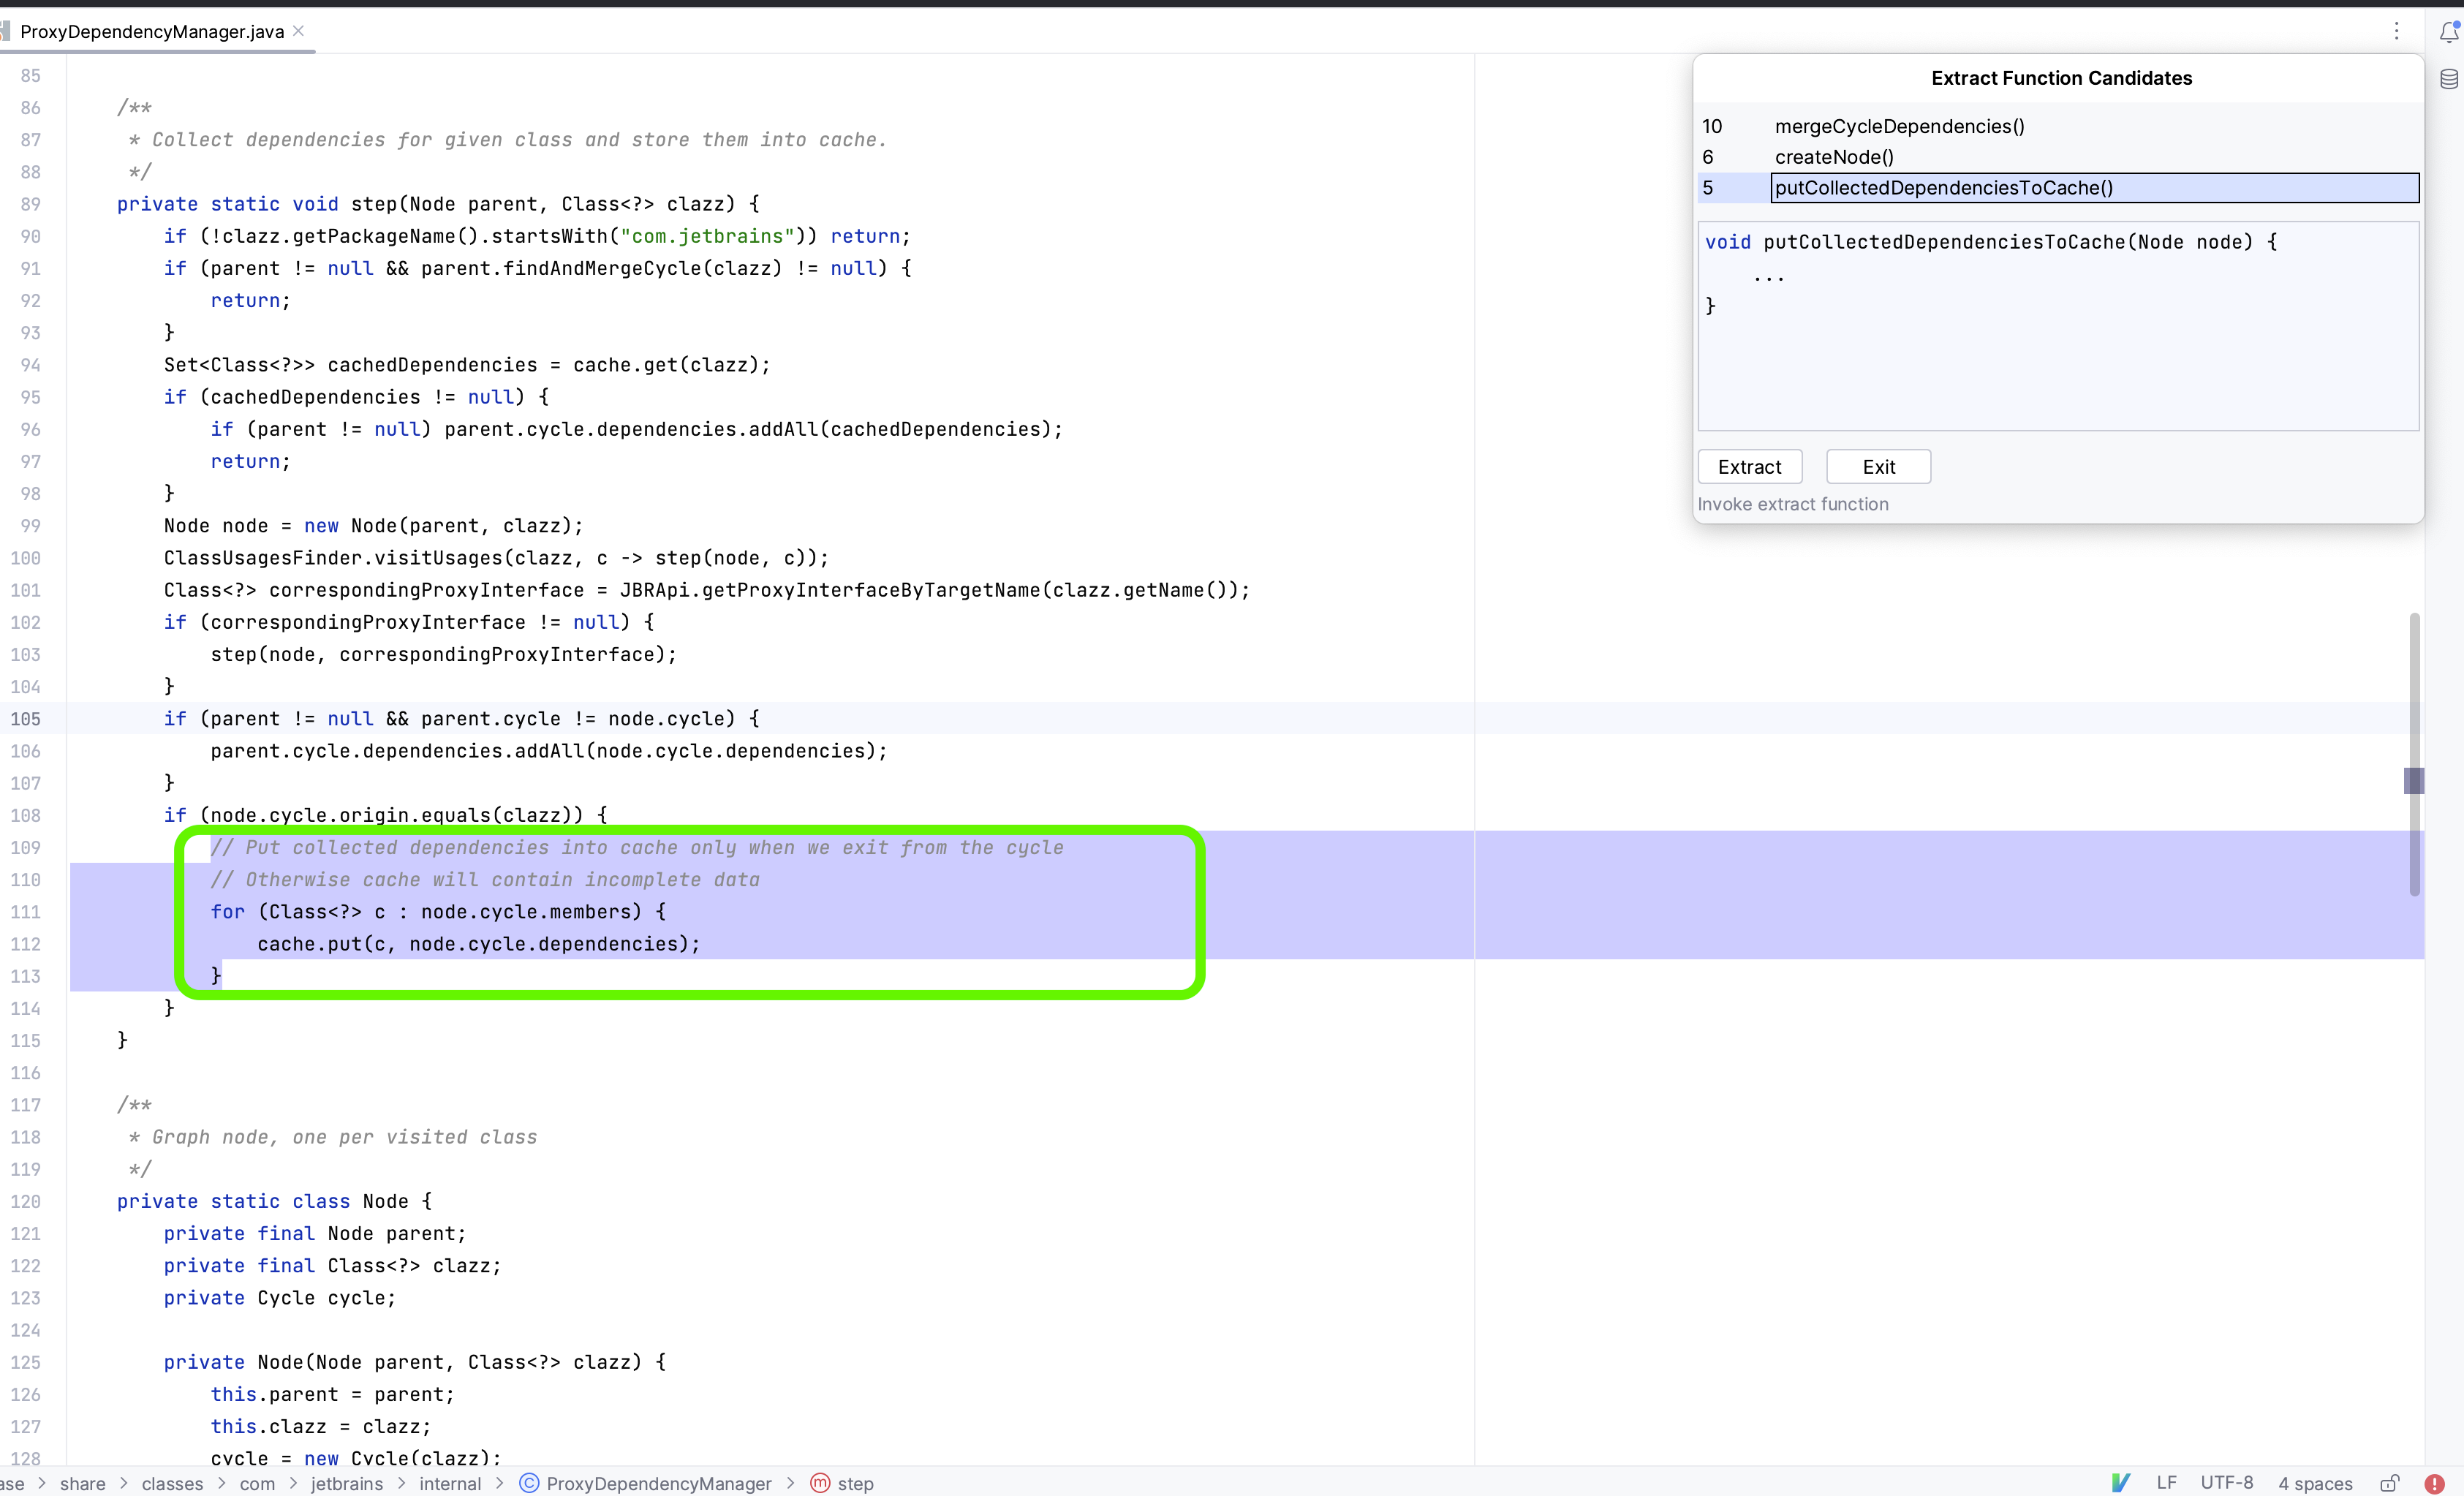 ProxyDependencyManager.java
85
86 /**
87 * Collect dependencies for given class and store them into cache.
88 */
89 private static void step(Node parent, Class<?> clazz) {
90 if (!clazz.getPackageName().startsWith("com.jetbrains")) return;
91 if (parent != null && parent.findAndMergeCycle(clazz) != null) {
92 return;
93 }
94 Set<Class<?>> cachedDependencies = cache.get(clazz);
95 if (cachedDependencies != null) {
96 if (parent != null) parent.cycle.dependencies.addAll(cachedDependencies);
97 return;
98 }
99 Node node = new Node(parent, clazz);
100 ClassUsagesFinder.visitUsages(clazz, c -> step(node, c));
101 Class<?> correspondingProxyInterface = JBRApi.getProxyInterfaceByTargetName(clazz.getName());
102 if (correspondingProxyInterface != null) {
103 step(node, correspondingProxyInterface);
104 }
105 if (parent != null && parent.cycle != node.cycle) {
106 parent.cycle.dependencies.addAll(node.cycle.dependencies);
107 }
108 if (node.cycle.origin.equals(clazz)) {
109 // Put collected dependencies into cache only when we exit from the cycle
110 // Otherwise cache will contain incomplete data
111 for (Class<?> c : node.cycle.members) {
112 cache.put(c, node.cycle.dependencies);
113 }
114 }
115 }
116
117 /**
118 * Graph node, one per visited class
119 */
120 private static class Node {
121 private final Node parent;
122 private final Class<?> clazz;
123 private Cycle cycle;
124
125 private Node(Node parent, Class<?> clazz) {
126 this.parent = parent;
127 this.clazz = clazz;
128 cycle = new Cycle(clazz);
Extract Function Candidates
10 mergeCycleDependencies()
6 createNode()
5 putCollectedDependenciesToCache()
void putCollectedDependenciesToCache(Node node) {
...
}
Extract Exit
Invoke extract function
ase > share > classes > com > jetbrains > internal > C ProxyDependencyManager > m step
LF UTF-8 4 spaces